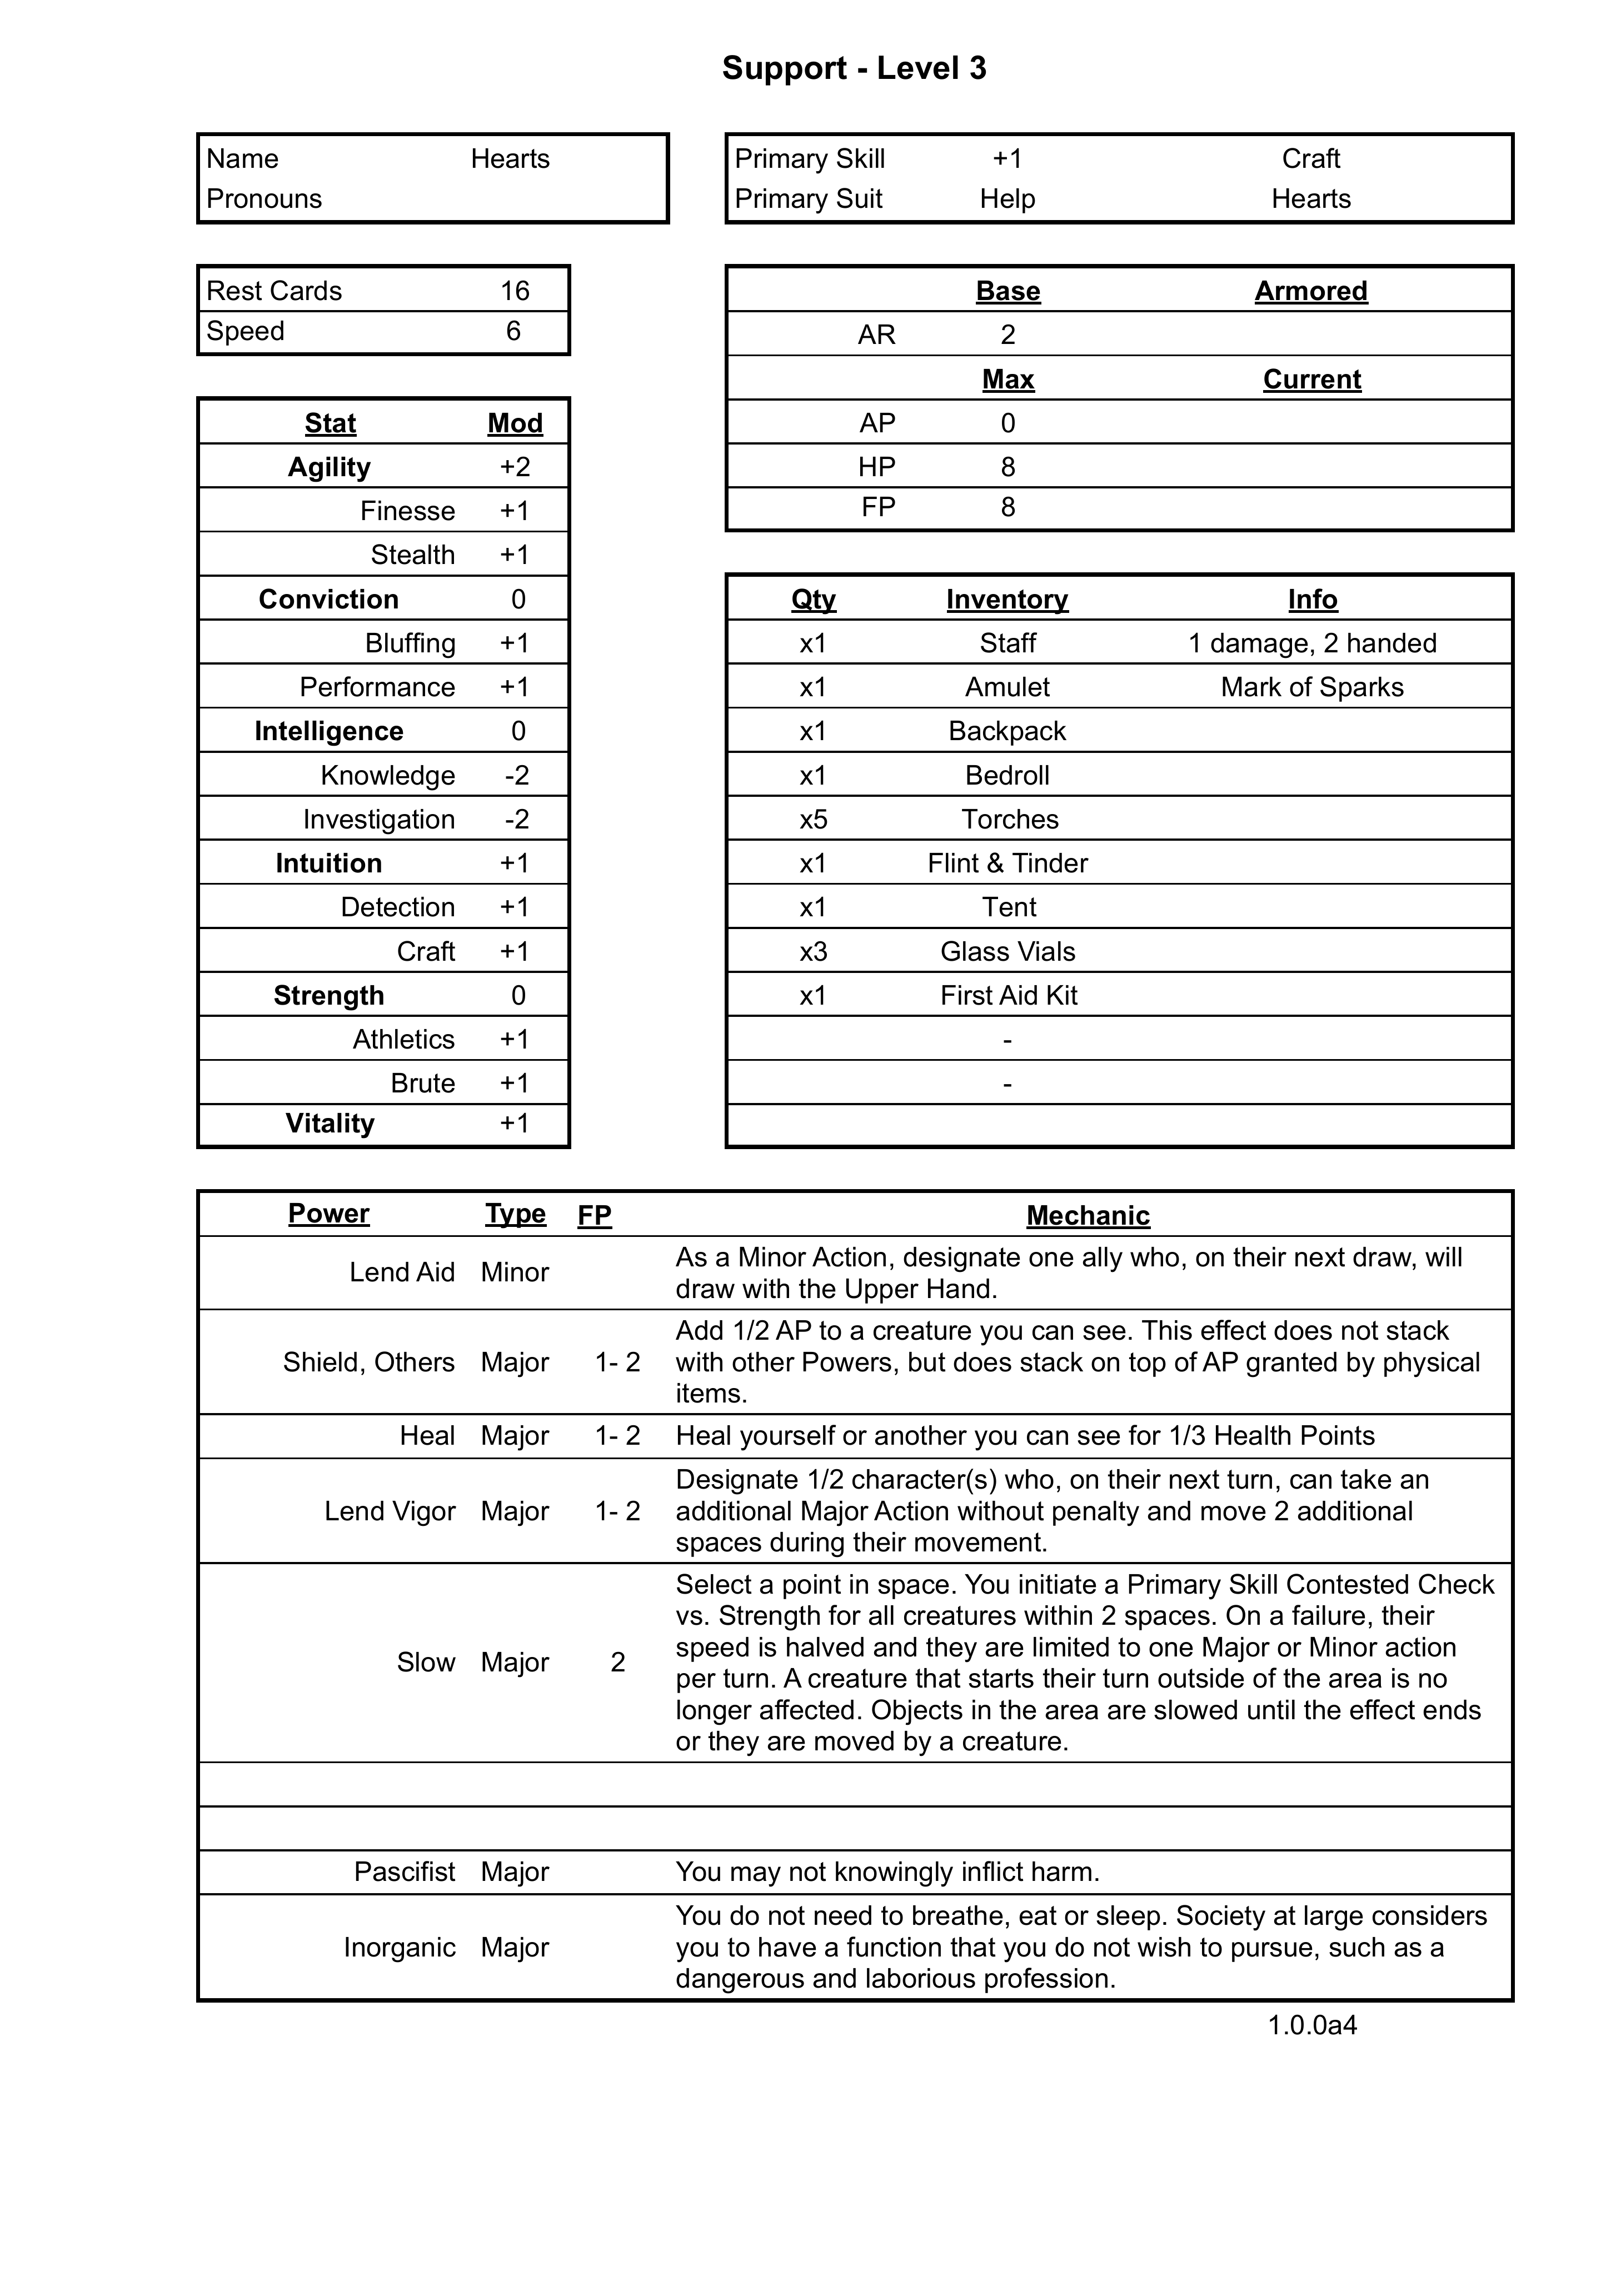 Support - Level 3
Name Hearts
Pronouns
Primary Skill +1 Craft
Primary Suit Help Hearts
Rest Cards 16
Speed 6
Base Armored
AR 2
Max Current
AP 0
HP 8
FP 8
Stat Mod
Agility +2
Finesse +1
Stealth +1
Conviction 0
Bluffing +1
Performance +1
Intelligence 0
Knowledge -2
Investigation -2
Intuition +1
Detection +1
Craft +1
Strength 0
Athletics +1
Brute +1
Vitality +1
Qty Inventory Info
x1 Staff 1 damage, 2 handed
x1 Amulet Mark of Sparks
x1 Backpack
x1 Bedroll
x5 Torches
x1 Flint & Tinder
x1 Tent
x3 Glass Vials
x1 First Aid Kit
-
-
Power Type FP Mechanic
Lend Aid Minor
As a Minor Action, designate one ally who, on their next draw, will
draw with the Upper Hand.
Shield, Others Major 1- 2
Add 1/2 AP to a creature you can see. This effect does not stack
with other Powers, but does stack on top of AP granted by physical
items.
Heal Major 1- 2 Heal yourself or another you can see for 1/3 Health Points
Lend Vigor Major 1- 2
Designate 1/2 character(s) who, on their next turn, can take an
additional Major Action without penalty and move 2 additional
spaces during their movement.
Slow Major 2
Select a point in space. You initiate a Primary Skill Contested Check
vs. Strength for all creatures within 2 spaces. On a failure, their
speed is halved and they are limited to one Major or Minor action
per turn. A creature that starts their turn outside of the area is no
longer affected. Objects in the area are slowed until the effect ends
or they are moved by a creature.
Pascifist Major You may not knowingly inflict harm.
Inorganic Major
You do not need to breathe, eat or sleep. Society at large considers
you to have a function that you do not wish to pursue, such as a
dangerous and laborious profession.
1.0.0a4